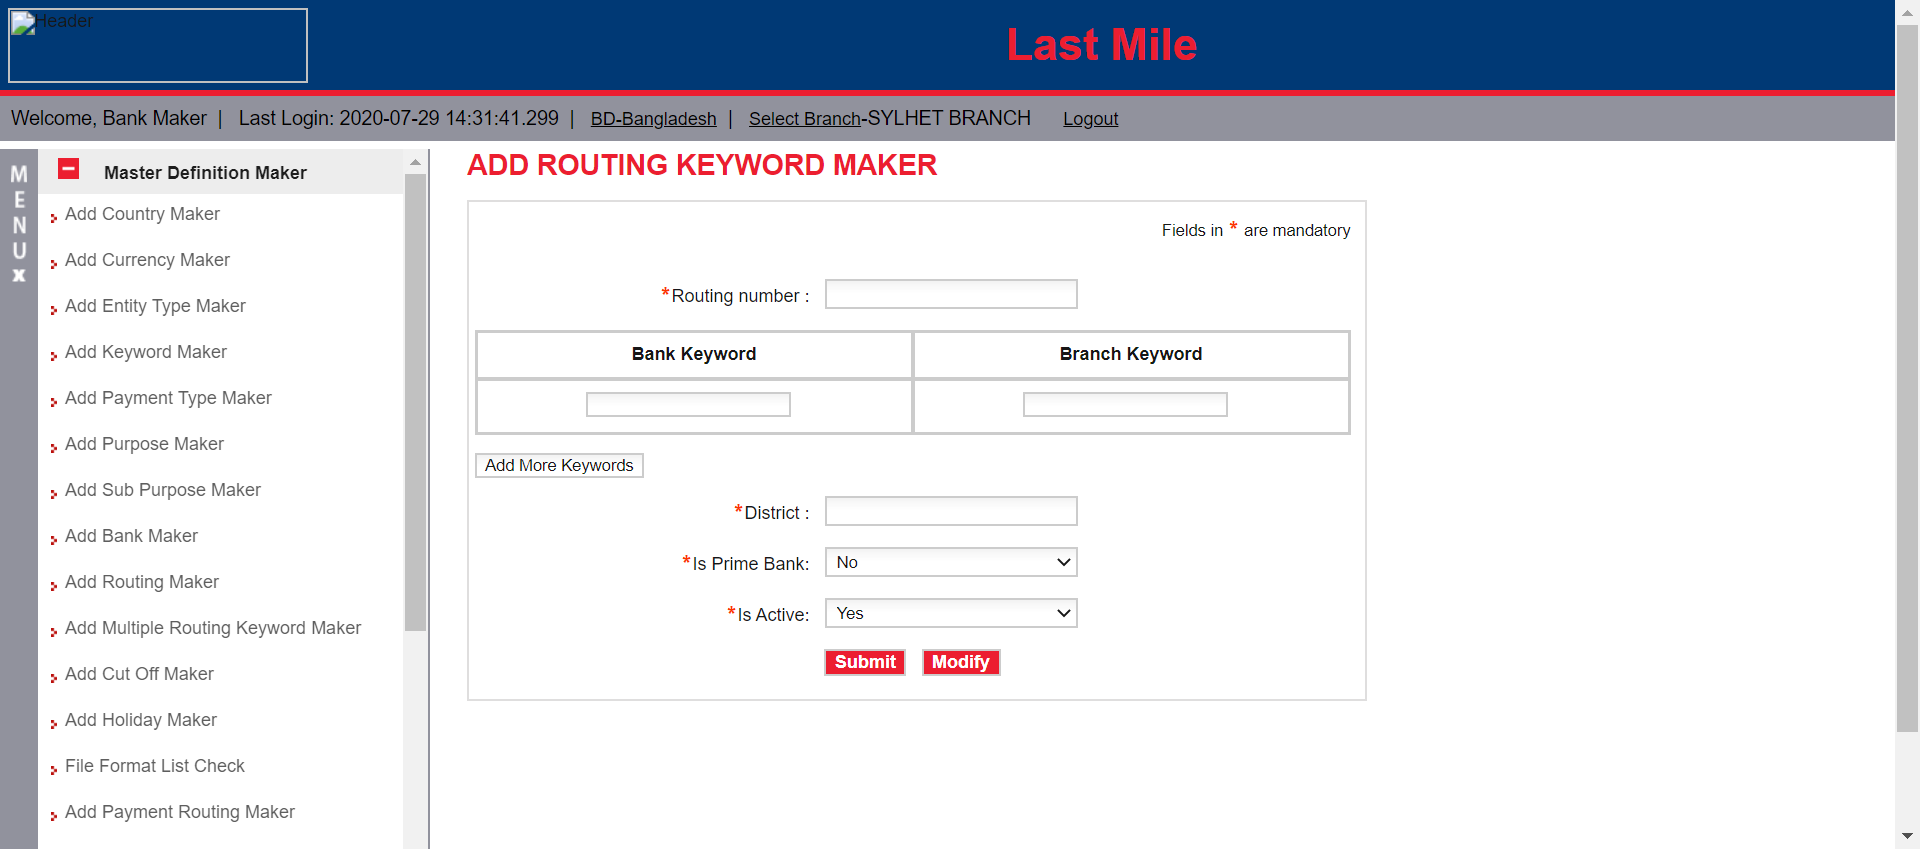 Header
Last Mile
Welcome, Bank Maker | Last Login: 2020-07-29 14:31:41.299 | BD-Bangladesh | Select Branch-SYLHET BRANCH Logout
MENU
x
Master Definition Maker
Add Country Maker
Add Currency Maker
Add Entity Type Maker
Add Keyword Maker
Add Payment Type Maker
Add Purpose Maker
Add Sub Purpose Maker
Add Bank Maker
Add Routing Maker
Add Multiple Routing Keyword Maker
Add Cut Off Maker
Add Holiday Maker
File Format List Check
Add Payment Routing Maker
ADD ROUTING KEYWORD MAKER
Fields in * are mandatory
*Routing number :
Bank Keyword Branch Keyword
Add More Keywords
*District :
*Is Prime Bank: No
*Is Active: Yes
Submit Modify